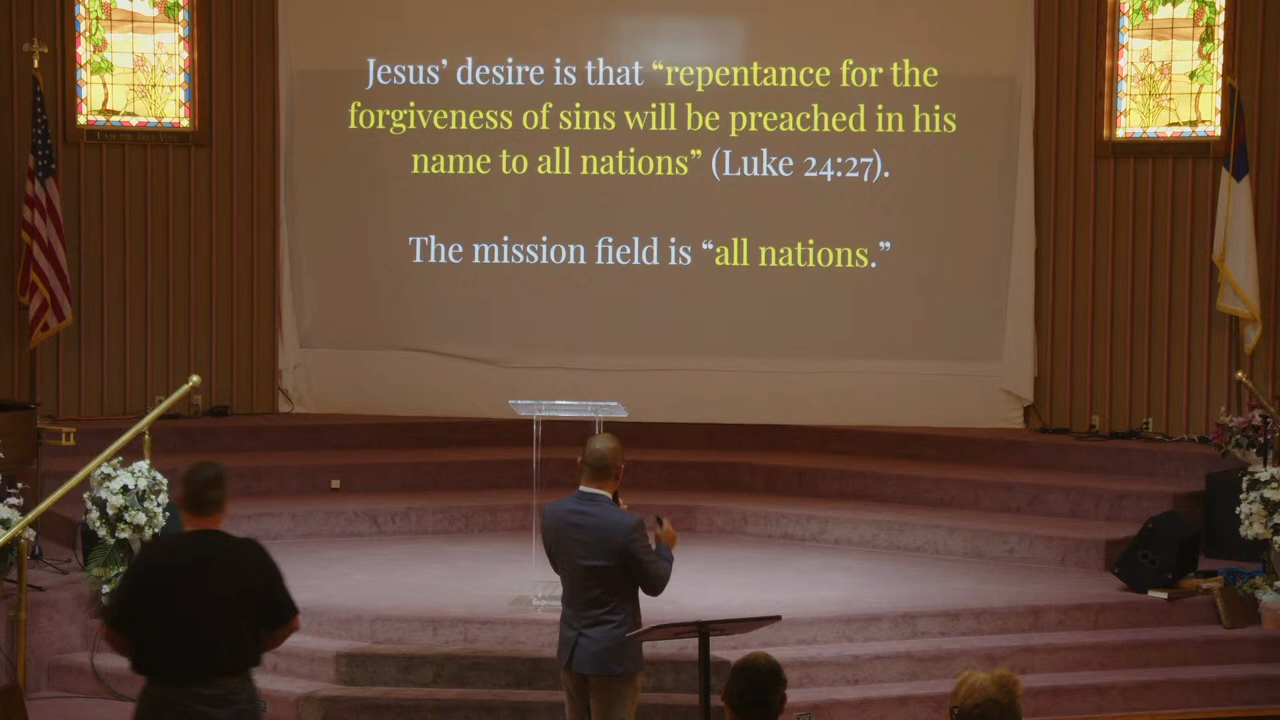 Jesus’ desire is that “repentance for the
forgiveness of sins will be preached in his
name to all nations” (Luke 24:27).
The mission field is “all nations.”